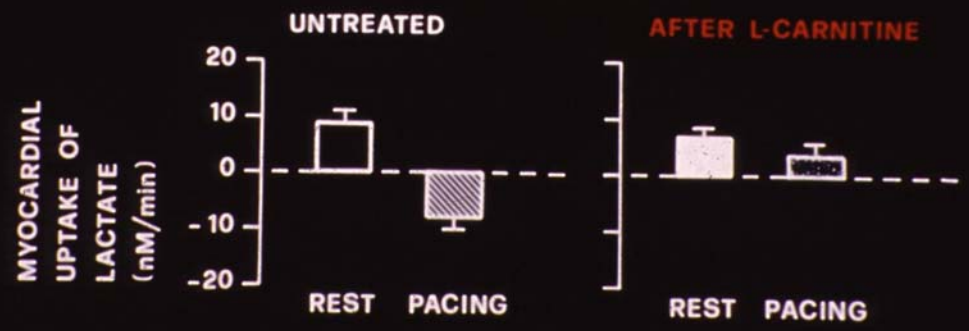 UNTREATED
AFTER L-CARNITINE
MYOCARDIAL
UPTAKE OF
LACTATE
(nM/min)
20
10
0
-10
-20
REST PACING
REST PACING